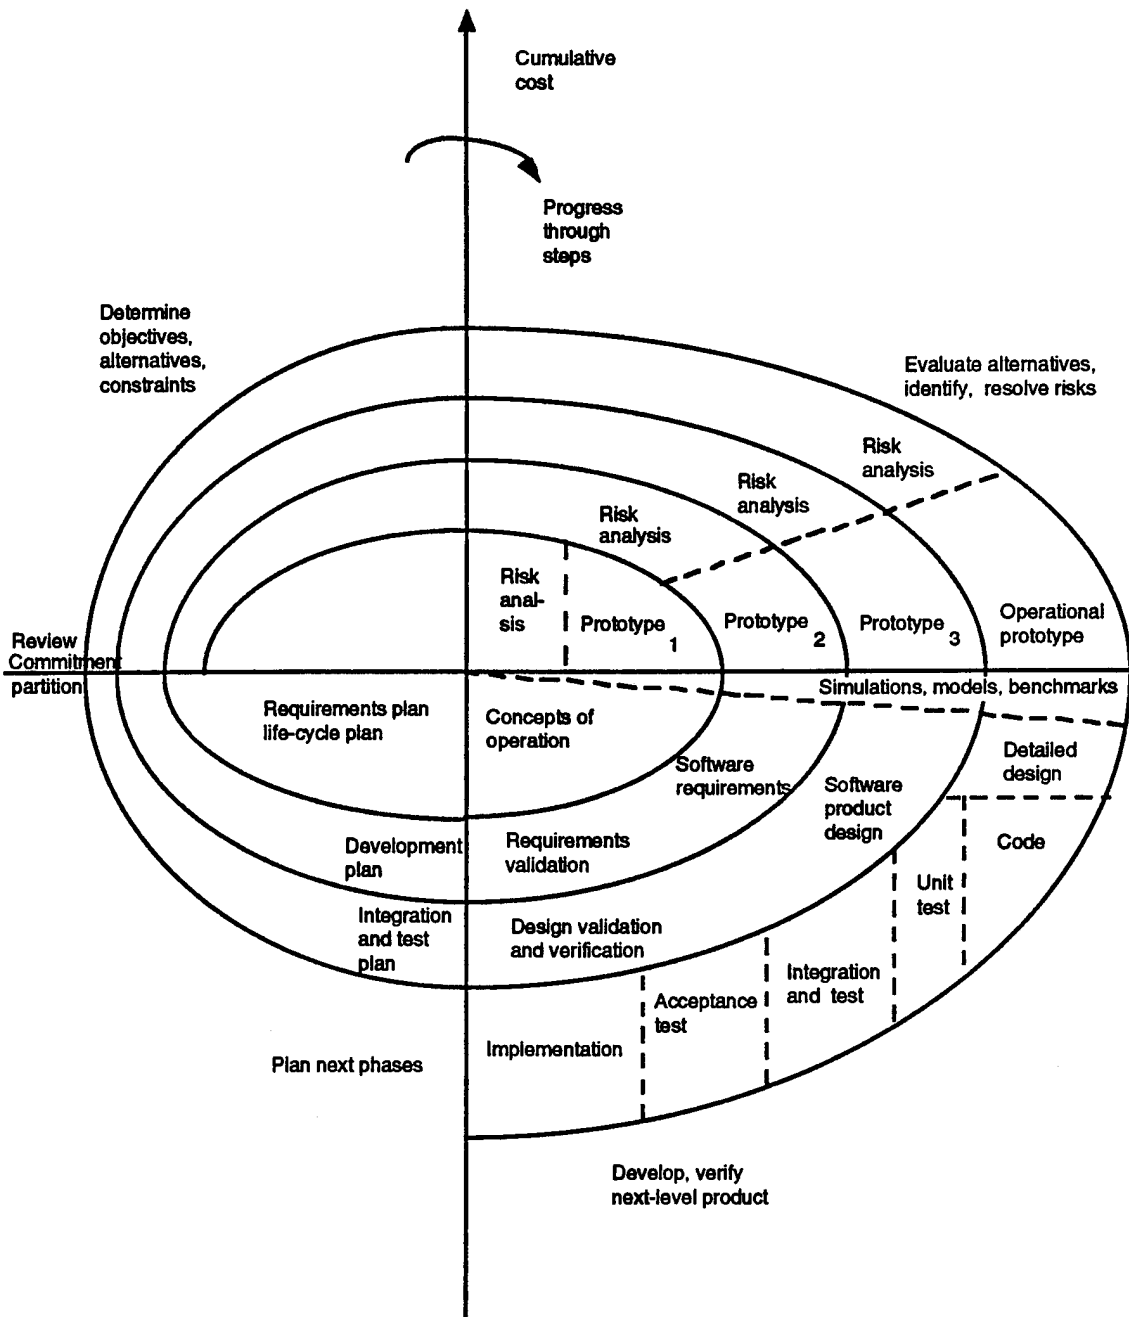 Cumulative
cost
Progress
through
steps
Determine
objectives,
alternatives,
constraints
Evaluate alternatives,
identify, resolve risks
Risk
analysis
Risk
analysis
Risk
analysis
Risk
anal-
sis
Prototype 1
Prototype 2
Prototype 3
Operational
prototype
Review
Commitment
partition
Simulations, models, benchmarks
Requirements plan
life-cycle plan
Concepts of
operation
Software
requirements
Software
product
design
Detailed
design
Code
Unit
test
Development
plan
Requirements
validation
Integration
and test
plan
Design validation
and verification
Integration
and test
Acceptance
test
Implementation
Plan next phases
Develop, verify
next-level product